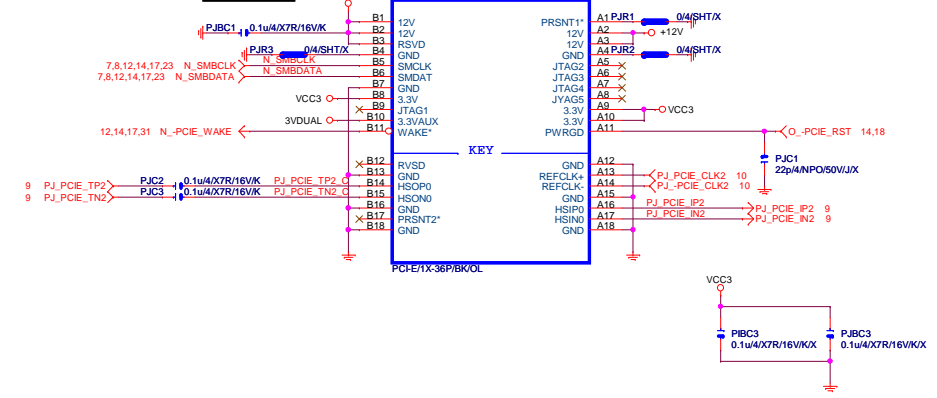 B1 12V PRSNT1* A1 PJR1 0/4/SHT/X
PJBC1 0.1u/4/X7R/16V/K B2 12V 12V A2 +12V
B3 RSVD 12V A3
PJR3 0/4/SHT/X B4 GND GND A4 PJR2 0/4/SHT/X
7,8,12,14,17,23 N_SMBCLK N_SMBCLK B5 SMCLK JTAG2 A5
7,8,12,14,17,23 N_SMBDATA N_SMBDATA B6 SMDAT JTAG3 A6
B7 GND JTAG4 A7
VCC3 B8 3.3V JYAG5 A8
B9 JTAG1 3.3V A9 VCC3
3VDUAL B10 3.3VAUX 3.3V A10
12,14,17,31 N_-PCIE_WAKE B11 WAKE* PWRGD A11 O_-PCIE_RST 14,18
KEY
PJC1
22p/4/NPO/50V/J/X
B12 RVSD GND A12
B13 GND REFCLK+ A13 PJ_PCIE_CLK2 10
9 PJ_PCIE_TP2 PJC2 0.1u/4/X7R/16V/K PJ_PCIE_TP2_C B14 HSOP0 REFCLK- A14 PJ_-PCIE_CLK2 10
9 PJ_PCIE_TN2 PJC3 0.1u/4/X7R/16V/K PJ_PCIE_TN2_C B15 HSON0 GND A15
B16 GND HSIP0 A16 PJ_PCIE_IP2 PJ_PCIE_IP2 9
B17 PRSNT2* HSIN0 A17 PJ_PCIE_IN2 PJ_PCIE_IN2 9
B18 GND GND A18
PCI-E/1X-36P/BK/OL
VCC3
PIBC3 PJBC3
0.1u/4/X7R/16V/K/X 0.1u/4/X7R/16V/K/X